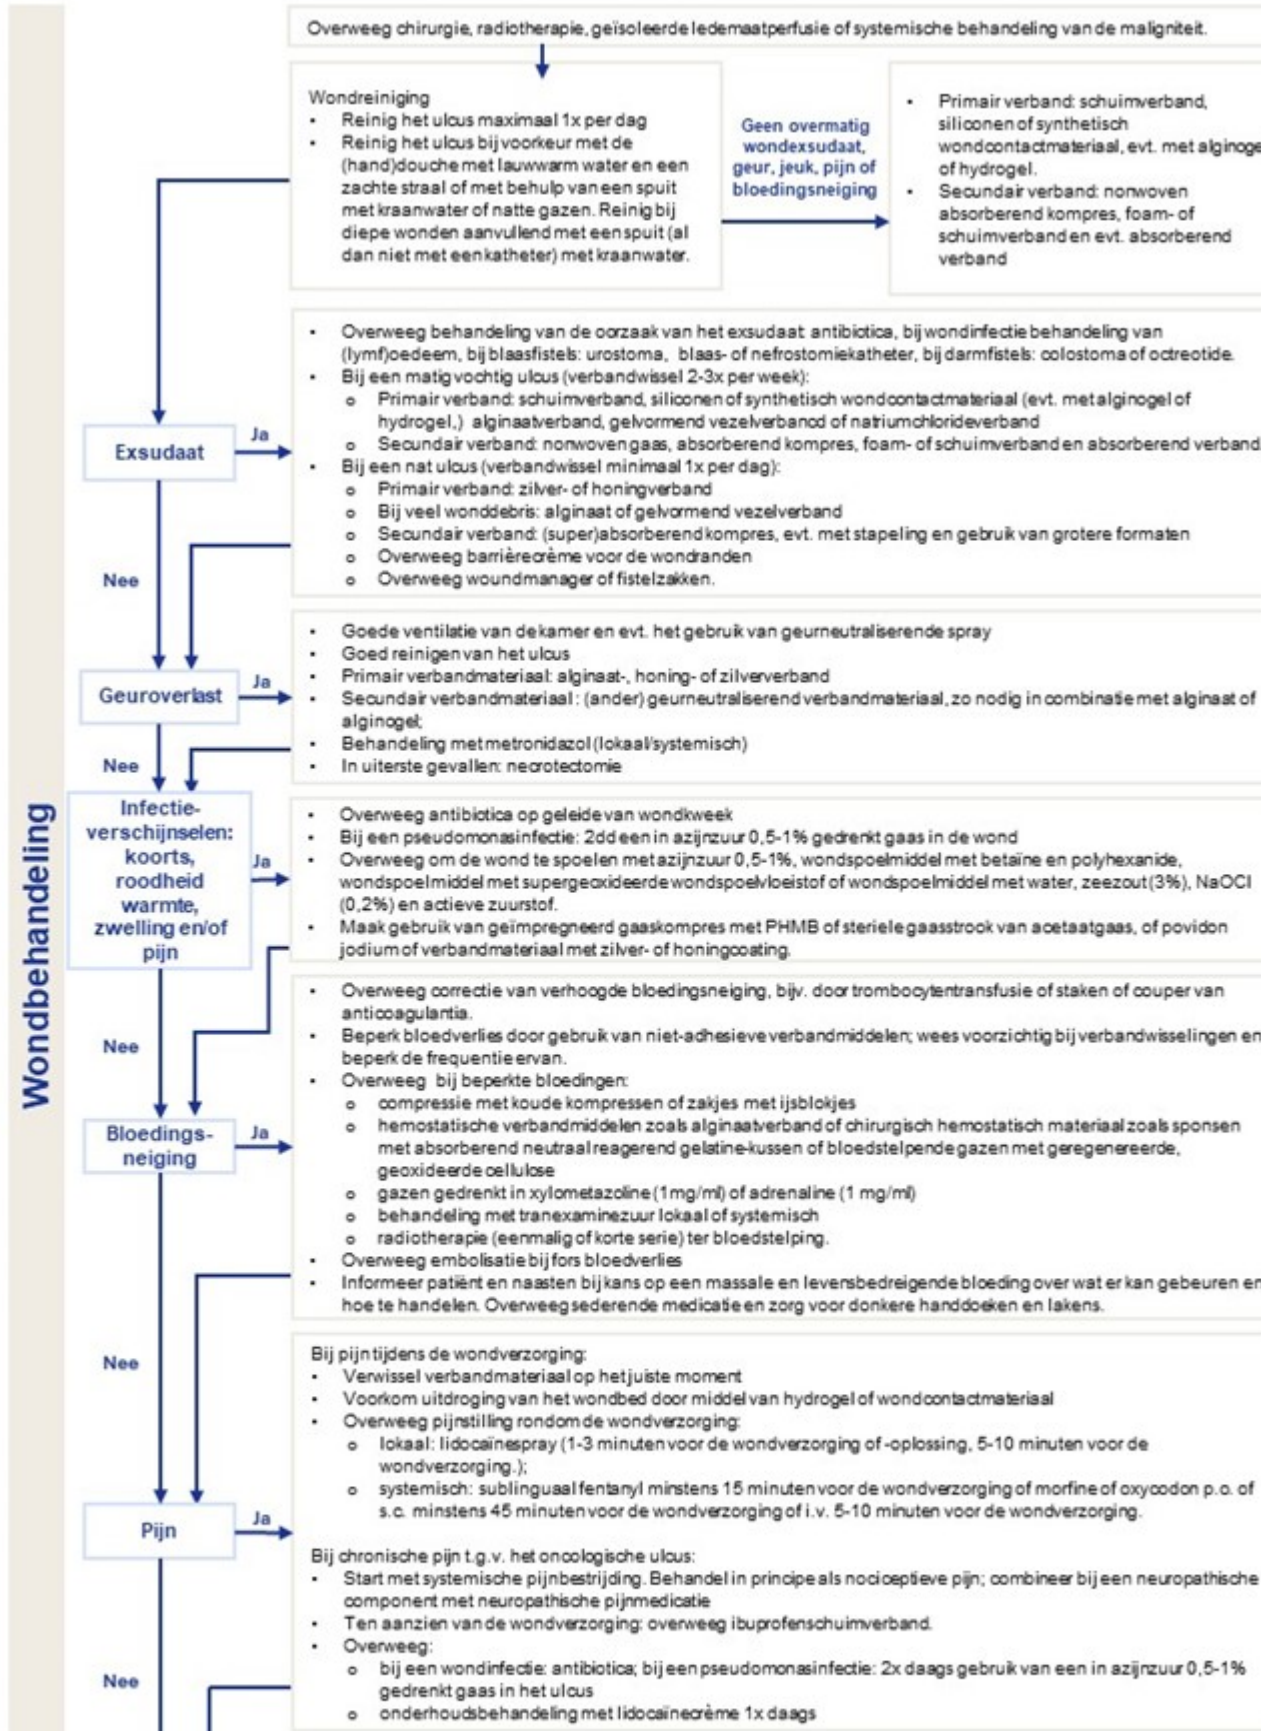 Overweeg chirurgie, radiotherapie, geïsoleerde ledemaatperfusie of systemische behandeling van de maligniteit.
Wondreiniging
• Reinig het ulcus maximaal 1x per dag
• Reinig het ulcus bij voorkeur met de
(hand)douche met lauwwarm water en een
zachte straal of met behulp van een spuit
met kraanwater of natte gazen. Reinig bij
diepe wonden aanvullend met een spuit (al
dan niet met een katheter) met kraanwater.
Geen overmatig
wondexsudaat,
geur, jeuk, pijn of
bloedingsneiging
• Primair verband: schuimverband,
siliconen of synthetisch
wondcontactmateriaal, evt. met alginoge
of hydrogel.
• Secundair verband: nonwoven
absorberend kompres, foam- of
schuimverband en evt. absorberend
verband
Wondbehandeling
Exsudaat
Ja
Nee
• Overweeg behandeling van de oorzaak van het exsudaat: antibiotica, bij wondinfectie behandeling van
(lymf)oedeem, bij blaasfistels: urostoma, blaas- of nefrostomiekatheter, bij darmfistels: colostoma of octreotide.
• Bij een matig vochtig ulcus (verbandwissel 2-3x per week):
o Primair verband: schuimverband, siliconen of synthetisch wondcontactmateriaal (evt. met alginogel of
hydrogel,) alginaatverband, gelvormend vezelverband of natriumchlorideverband
o Secundair verband: nonwoven gaas, absorberend kompres, foam- of schuimverband en absorberend verband
• Bij een nat ulcus (verbandwissel minimaal 1x per dag):
o Primair verband: zilver- of honingverband
o Bij veel wonddebris: alginaat of gelvormend vezelverband
o Secundair verband: (super)absorberend kompres, evt. met stapeling en gebruik van grotere formaten
o Overweeg barrièrecrème voor de wondranden
o Overweeg woundmanager of fistelzakken.
Geuroverlast
Ja
Nee
• Goede ventilatie van de kamer en evt. het gebruik van geurneutraliserende spray
• Goed reinigen van het ulcus
• Primair verbandmateriaal: alginaat-, honing- of zilververband
• Secundair verbandmateriaal: (ander) geurneutraliserend verbandmateriaal, zo nodig in combinatie met alginaat of
alginogel;
• Behandeling met metronidazol (lokaal/systemisch)
• In uiterste gevallen: necrotectomie
Infectie-
verschijnselen:
koorts,
roodheid
warmte,
zwelling en/of
pijn
Ja
Nee
• Overweeg antibiotica op geleide van wondkweek
• Bij een pseudomonasinfectie: 2dd een in azijnzuur 0,5-1% gedrenkt gaas in de wond
• Overweeg om de wond te spoelen met azijnzuur 0,5-1%, wondspoelmiddel met betaïne en polyhexanide,
wondspoelmiddel met supergeoxideerde wondspoelvloeistof of wondspoelmiddel met water, zeezout (3%), NaOCl
(0,2%) en actieve zuurstof.
• Maak gebruik van geïmpregneerd gaaskompres met PHMB of steriele gaasstrook van acetaatgaas, of povidon
jodium of verbandmateriaal met zilver- of honingcoating.
Bloedings-
neiging
Ja
Nee
• Overweeg correctie van verhoogde bloedingsneiging, bijv. door trombocytentransfusie of staken of couper van
anticoagulantia.
• Beperk bloedverlies door gebruik van niet-adhesieve verbandmiddelen; wees voorzichtig bij verbandwisselingen en
beperk de frequentie ervan.
• Overweeg bij beperkte bloedingen:
o compressie met koude kompressen of zakjes met ijsblokjes
o hemostatische verbandmiddelen zoals alginaatverband of chirurgisch hemostatisch materiaal zoals sponsen
met absorberend neutraal reagerend gelatine-kussen of bloedstelpende gazen met geregenereerde,
geoxideerde cellulose
o gazen gedrenkt in xylometazoline (1mg/ml) of adrenaline (1 mg/ml)
o behandeling met tranexaminezuur lokaal of systemisch
o radiotherapie (eenmalig of korte serie) ter bloedstelping.
• Overweeg embolisatie bij fors bloedverlies
• Informeer patiënt en naasten bij kans op een massale en levensbedreigende bloeding over wat er kan gebeuren en
hoe te handelen. Overweeg sederende medicatie en zorg voor donkere handdoeken en lakens.
Pijn
Ja
Nee
Bij pijn tijdens de wondverzorging:
• Verwissel verbandmateriaal op het juiste moment
• Voorkom uitdroging van het wondbed door middel van hydrogel of wondcontactmateriaal
• Overweeg pijnstilling rondom de wondverzorging:
o lokaal: lidocaïnespray (1-3 minuten voor de wondverzorging of -oplossing, 5-10 minuten voor de
wondverzorging.);
o systemisch: sublinguaal fentanyl minstens 15 minuten voor de wondverzorging of morfine of oxycodon p.o. of
s.c. minstens 45 minuten voor de wondverzorging of i.v. 5-10 minuten voor de wondverzorging.
Bij chronische pijn t.g.v. het oncologische ulcus:
• Start met systemische pijnbestrijding. Behandel in principe als nociceptieve pijn; combineer bij een neuropathische
component met neuropathische pijnmedicatie
• Ten aanzien van de wondverzorging: overweeg ibuprofenschuimverband.
• Overweeg:
o bij een wondinfectie: antibiotica; bij een pseudomonasinfectie: 2x daags gebruik van een in azijnzuur 0,5-1%
gedrenkt gaas in het ulcus
o onderhoudsbehandeling met lidocaïnecrème 1x daags